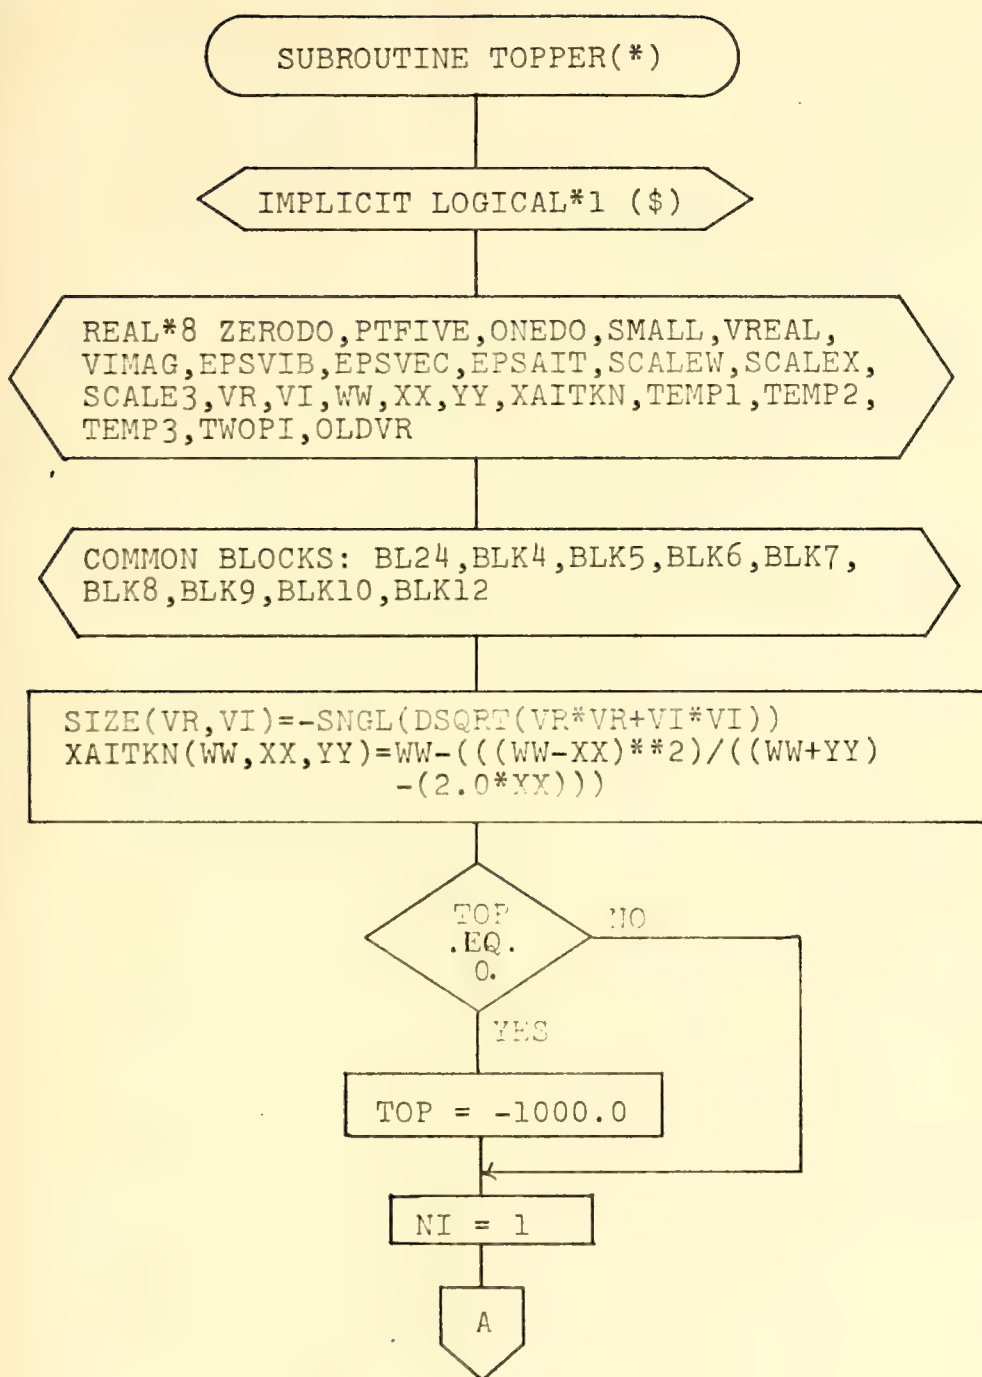 SUBROUTINE TOPPER(*)
IMPLICIT LOGICAL*1 ($)
REAL*8 ZERODO,PTFIVE,ONEDO,SMALL,VREAL,
VIMAG,EPSVIB,EPSVEC,EPSAIT,SCALEW,SCALEX,
SCALE3,VR,VI,WW,XX,YY,XAITKN,TEMP1,TEMP2,
TEMP3,TWOPI,OLDVR
COMMON BLOCKS: BL24,BLK4,BLK5,BLK6,BLK7,
BLK8,BLK9,BLK10,BLK12
SIZE(VR,VI)=-SNGL(DSQRT(VR*VR+VI*VI))
XAITKN(WW,XX,YY)=WW-(((WW-XX)**2)/((WW+YY)
-(2.0*XX)))
TOP
.EQ.
0.
NO
YES
TOP = -1000.0
NI = 1
A